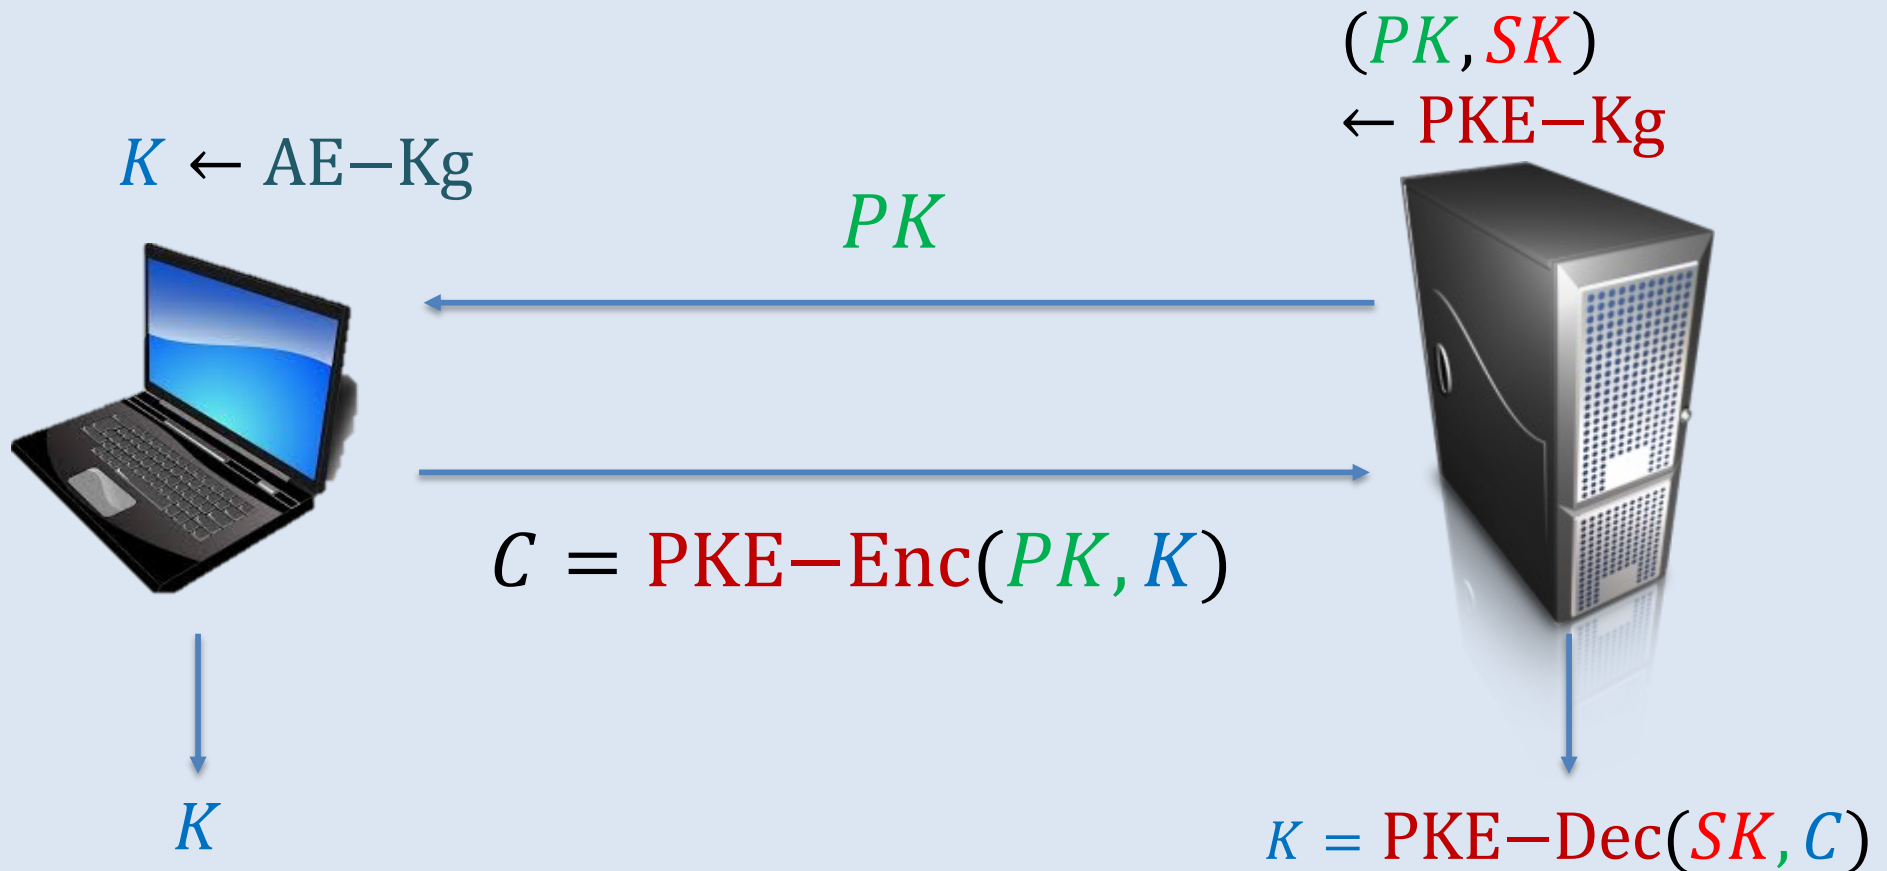 (PK, SK)
← PKE−Kg
K ← AE−Kg
PK
C = PKE−Enc(PK, K)
K
K = PKE−Dec(SK, C)